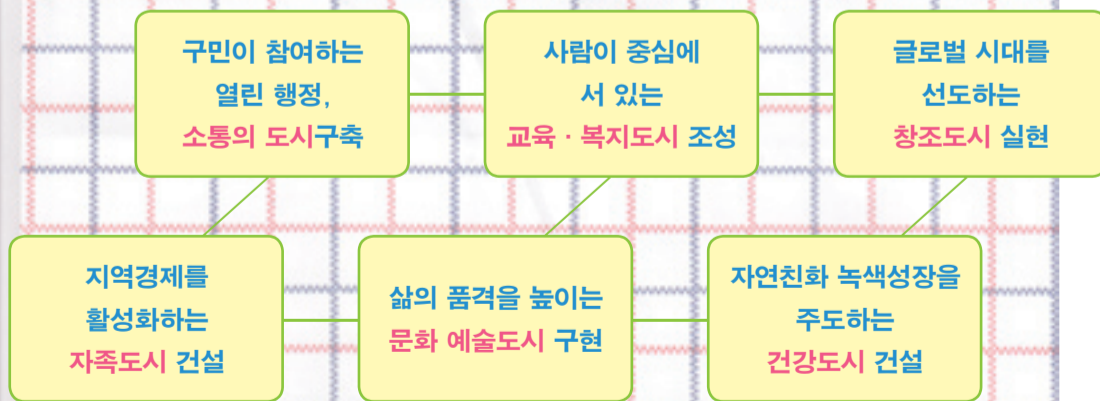 구민이 참여하는
열린 행정,
소통의 도시구축
사람이 중심에
서 있는
교육 · 복지도시 조성
글로벌 시대를
선도하는
창조도시 실현
지역경제를
활성화하는
자족도시 건설
삶의 품격을 높이는
문화 예술도시 구현
자연친화 녹색성장을
주도하는
건강도시 건설